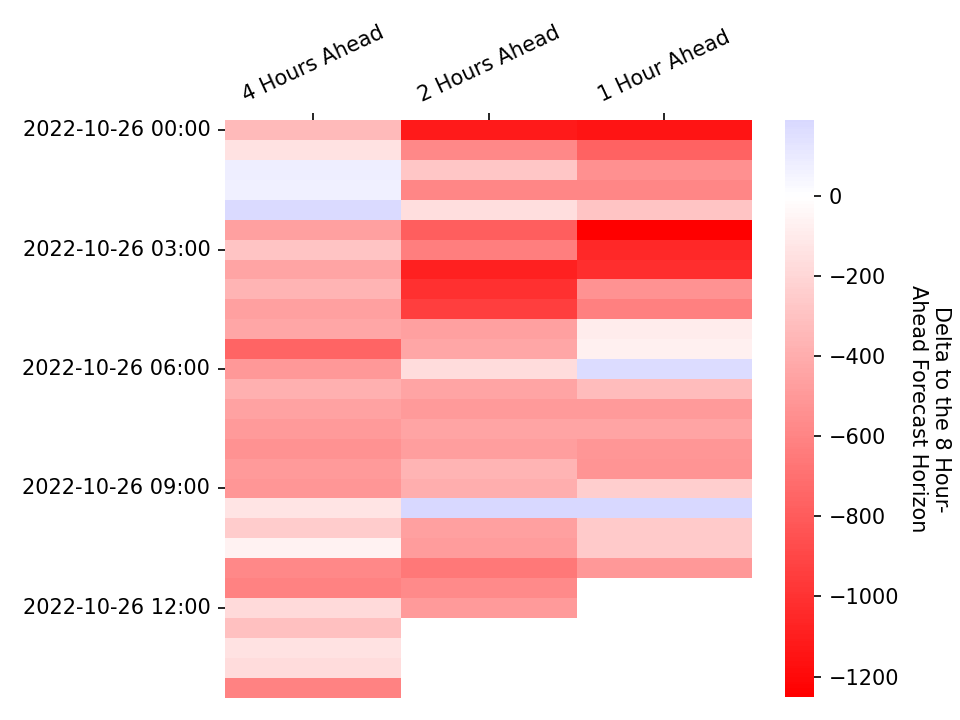 4 Hours Ahead
2 Hours Ahead
1 Hour Ahead
2022-10-26 00:00
2022-10-26 03:00
2022-10-26 06:00
2022-10-26 09:00
2022-10-26 12:00
0
−200
−400
−600
−800
−1000
−1200
Delta to the 8 Hour-
Ahead Forecast Horizon